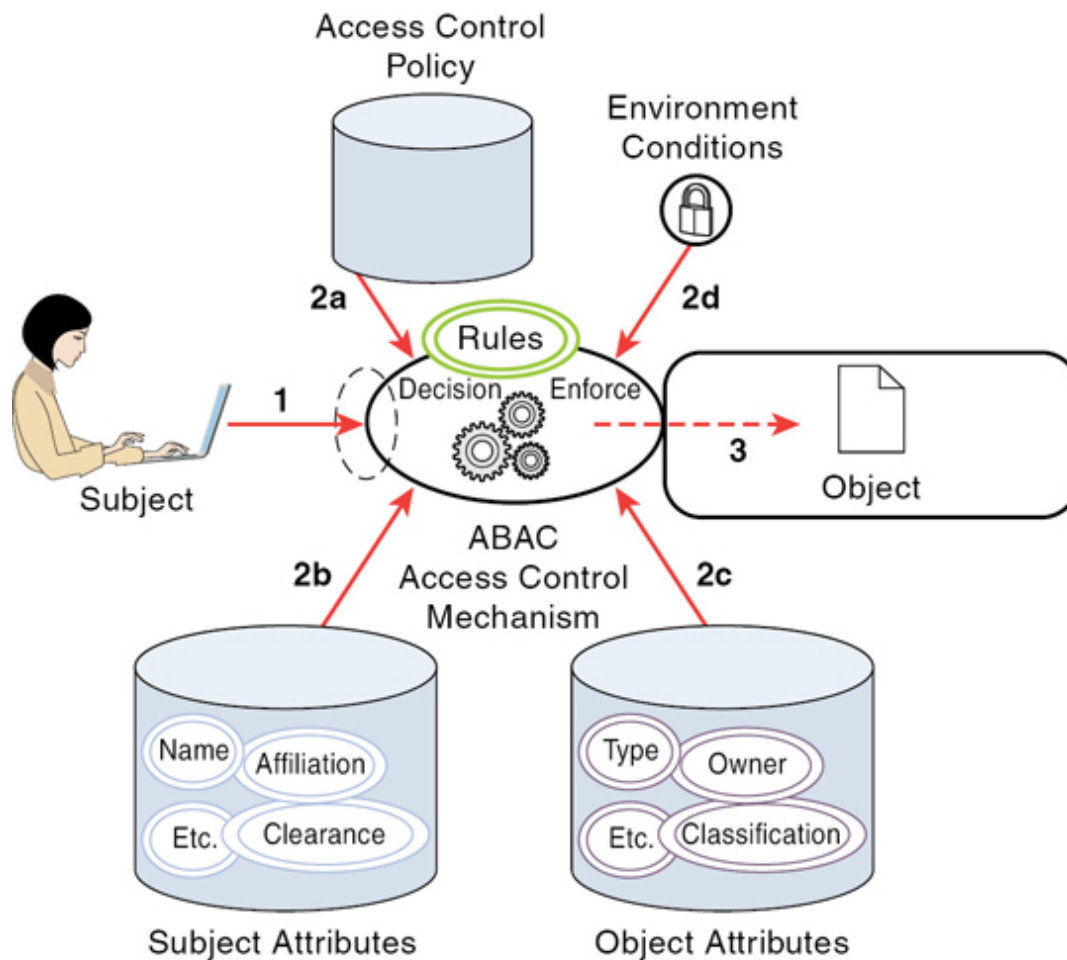 Access Control
Policy
Environment
Conditions
2a
2d
Rules
Decision
Enforce
1
3
Subject
Object
ABAC
Access Control
Mechanism
2b
2c
Name
Affiliation
Etc.
Clearance
Type
Owner
Etc.
Classification
Subject Attributes
Object Attributes